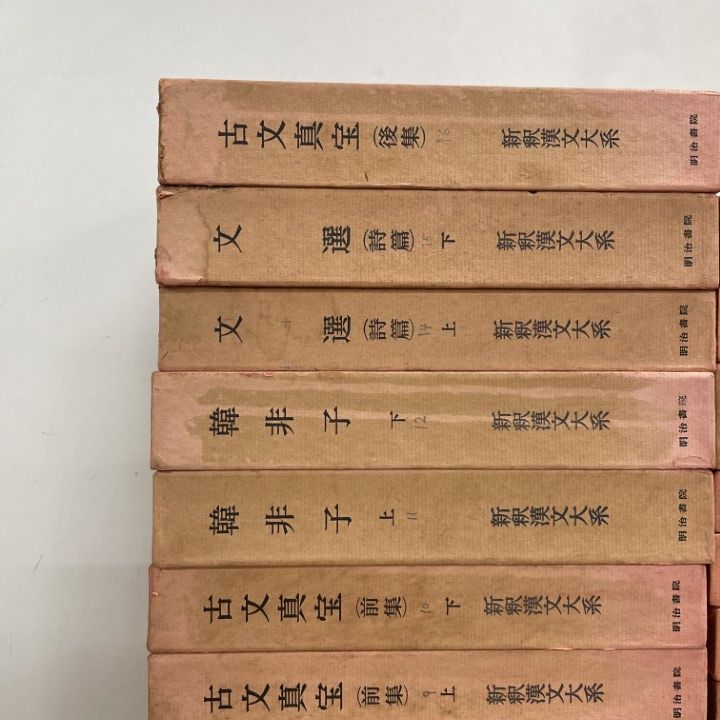 古文真宝（後集） 16 新釈漢文大系 明治書院
文選（詩篇） 15 下 新釈漢文大系 明治書院
文選（詩篇） 14 上 新釈漢文大系 明治書院
韓非子 下 12 新釈漢文大系 明治書院
韓非子 上 11 新釈漢文大系 明治書院
古文真宝（前集） 10 下 新釈漢文大系 明治書院
古文真宝（前集） 9 上 新釈漢文大系 明治書院